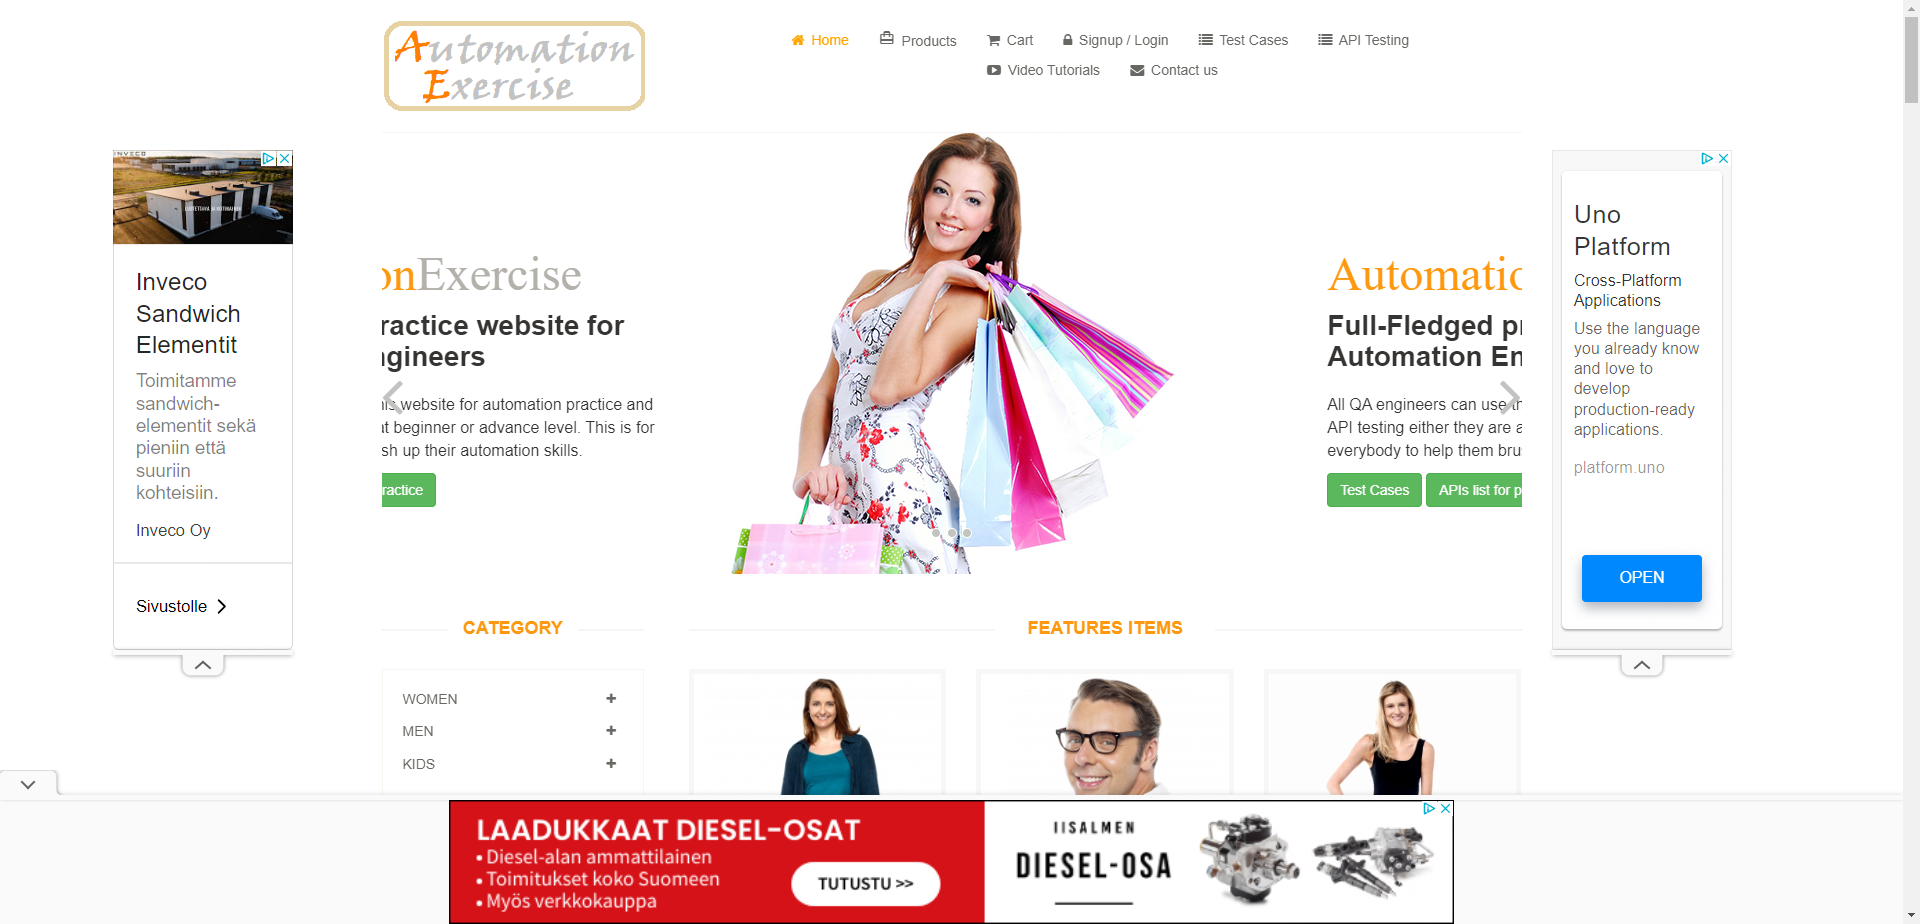 Automation
Exercise
Home
Products
Cart
Signup / Login
Test Cases
API Testing
Video Tutorials
Contact us
INVECO
Inveco
Sandwich
Elementit
Toimitamme
sandwich-
elementit sekä
pieniin että
suuriin
kohteisiin.
Inveco Oy
Sivustolle
onExercise
ractice website for
ngineers
his website for automation practice and
at beginner or advance level. This is for
sh up their automation skills.
ractice
Automatic
Full-Fledged p
Automation En
All QA engineers can use th
API testing either they are a
everybody to help them bru
Test Cases
APIs list for p
Uno
Platform
Cross-Platform
Applications
Use the language
you already know
and love to
develop
production-ready
applications.
platform.uno
OPEN
CATEGORY
WOMEN
MEN
KIDS
FEATURES ITEMS
LAADUKKAAT DIESEL-OSAT
• Diesel-alan ammattilainen
• Toimitukset koko Suomeen
• Myös verkkokauppa
TUTUSTU >>
IISALMEN
DIESEL-OSA